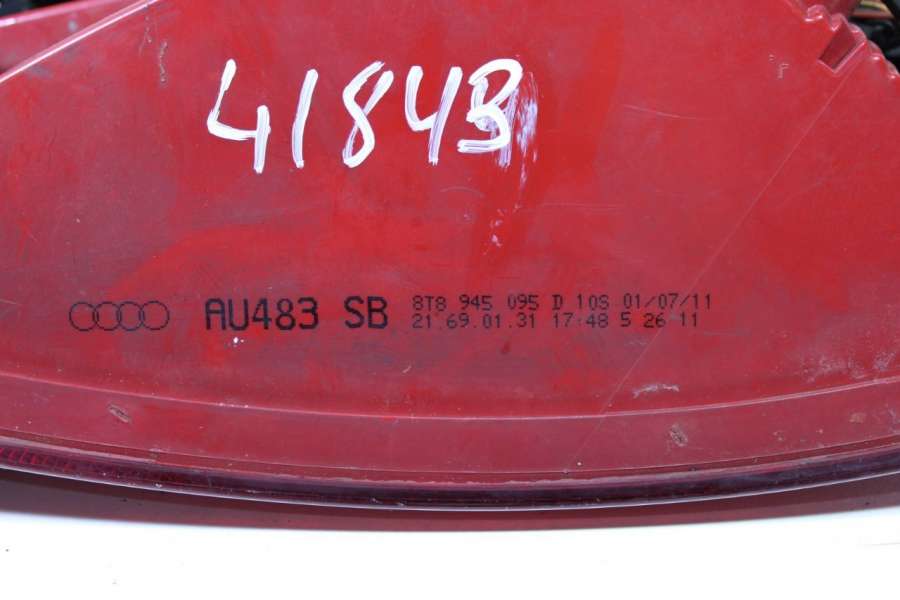 41843
AU483 SB
8T8 945 095 D 10S 01/07/11
21.69.01.31 17:48 5 26-11